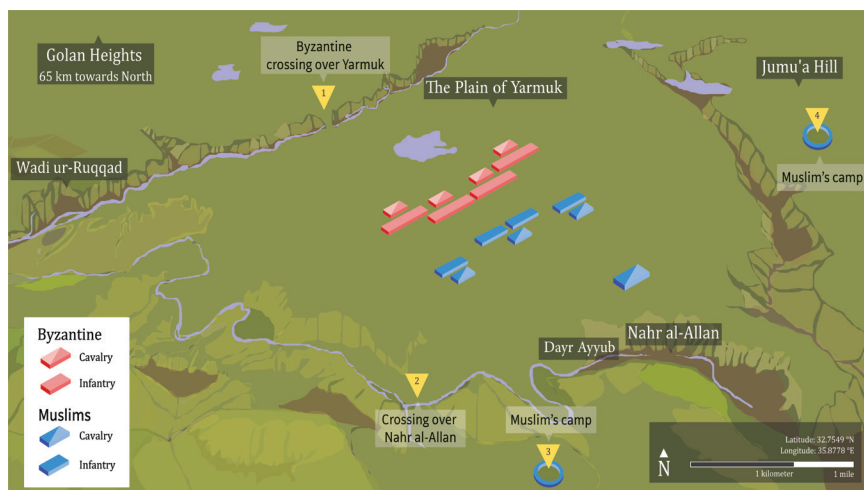 Golan Heights
65 km towards North
Byzantine
crossing over Yarmuk
1
The Plain of Yarmuk
Jumu'a Hill
4
Muslim's camp
Wadi ur-Ruqqad
Byzantine
Cavalry
Infantry
Muslims
Cavalry
Infantry
2
Crossing over
Nahr al-Allan
Dayr Ayyub
Nahr al-Allan
Muslim's camp
3
N
Latitude: 32.7549 °N
Longitude: 35.8778 °E
1 kilometer
1 mile